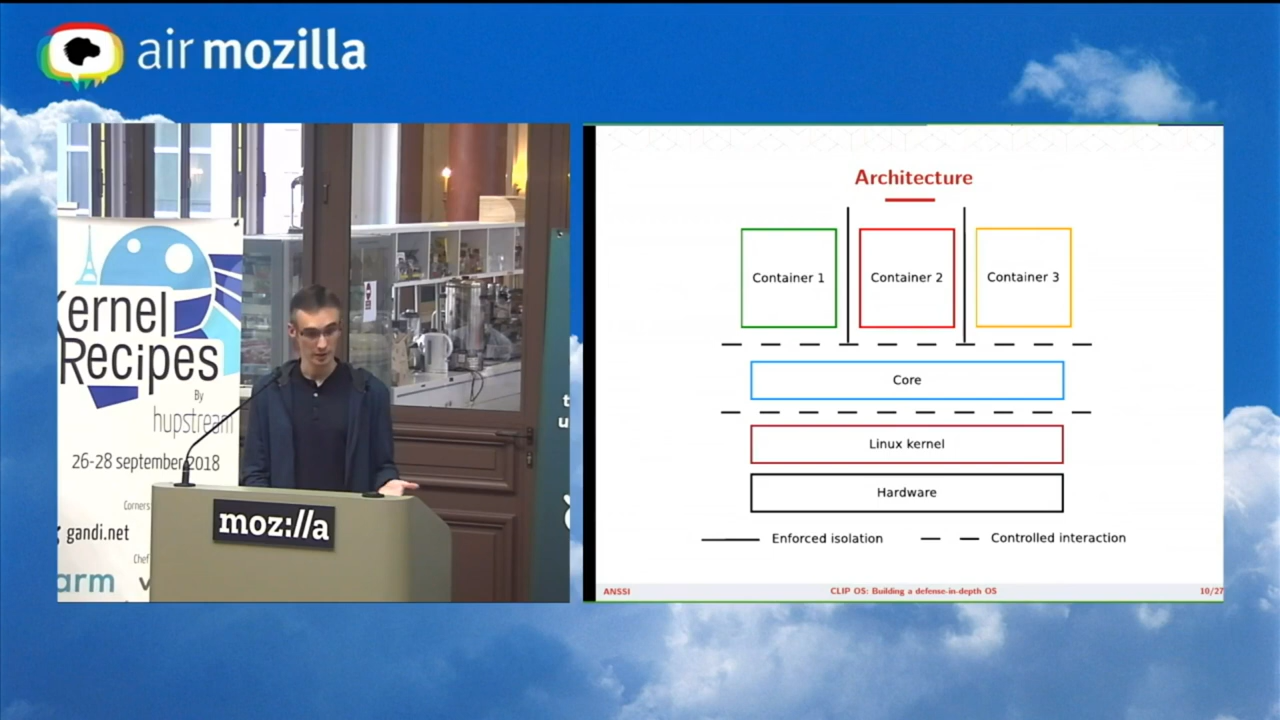 air mozilla
Kernel
Recipes
By
hupstream
26-28 september 2018
Corners
gandi.net
Chef
arm
moz://a
Architecture
Container 1
Container 2
Container 3
Core
Linux kernel
Hardware
Enforced isolation
Controlled interaction
ANSSI
CLIP OS: Building a defense-in-depth OS
10/27